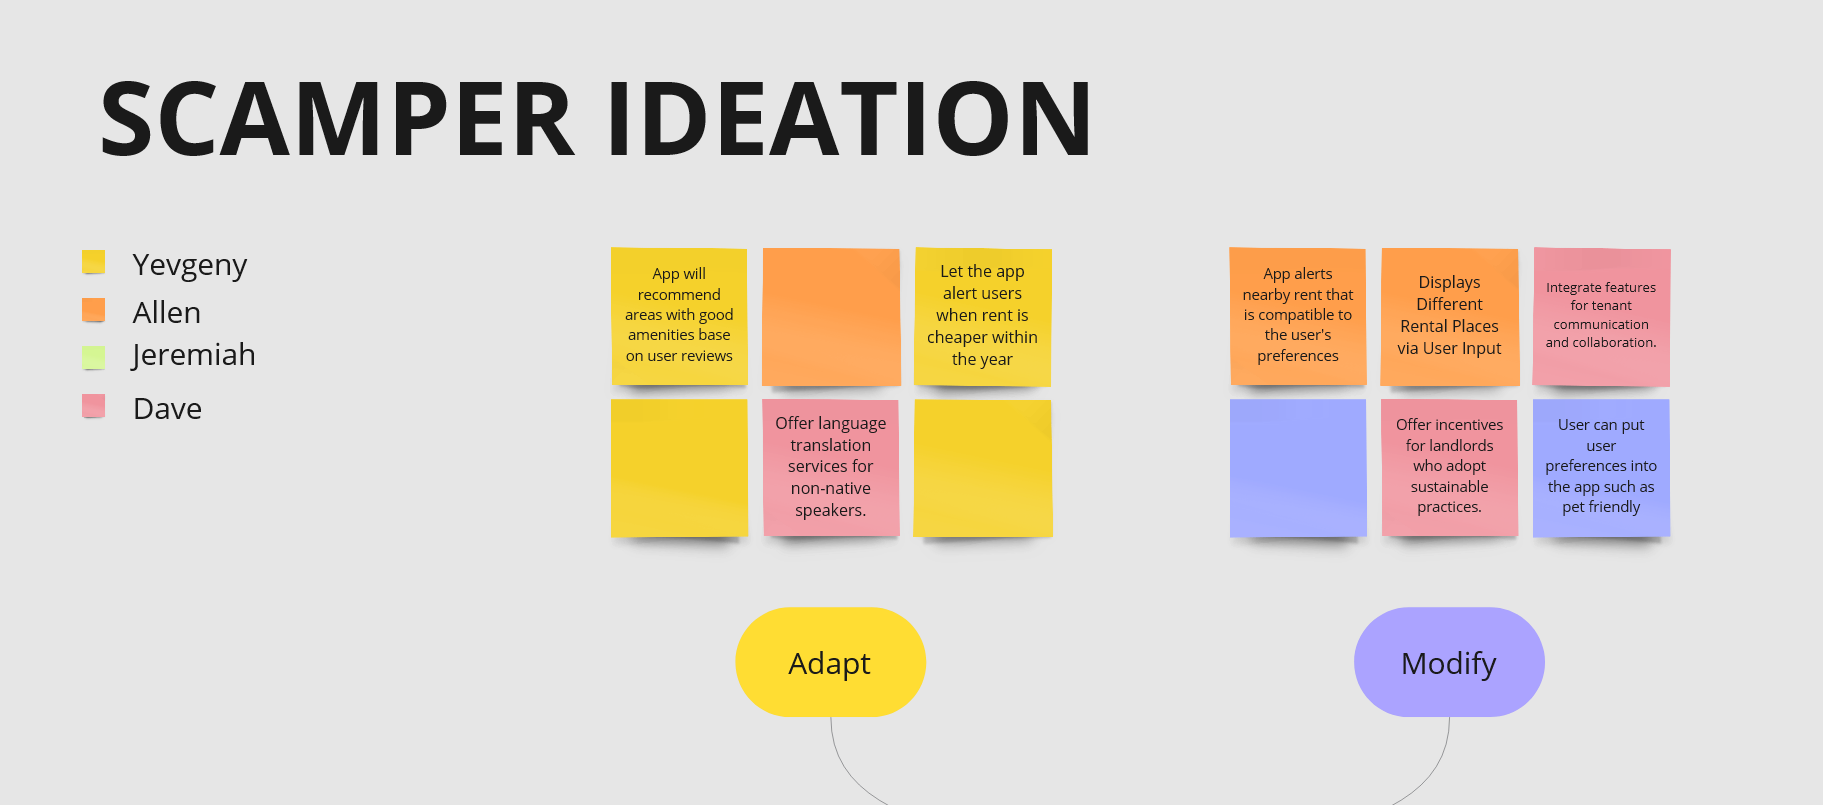 SCAMPER IDEATION
Yevgeny
Allen
Jeremiah
Dave
App will
recommend
areas with good
amenities base
on user reviews
Let the app
alert users
when rent is
cheaper within
the year
Offer language
translation
services for
non-native
speakers.
Adapt
App alerts
nearby rent that
is compatible to
the user's
preferences
Displays
Different
Rental Places
via User Input
Integrate features
for tenant
communication
and collaboration.
Offer incentives
for landlords
who adopt
sustainable
practices.
User can put
user
preferences into
the app such as
pet friendly
Modify